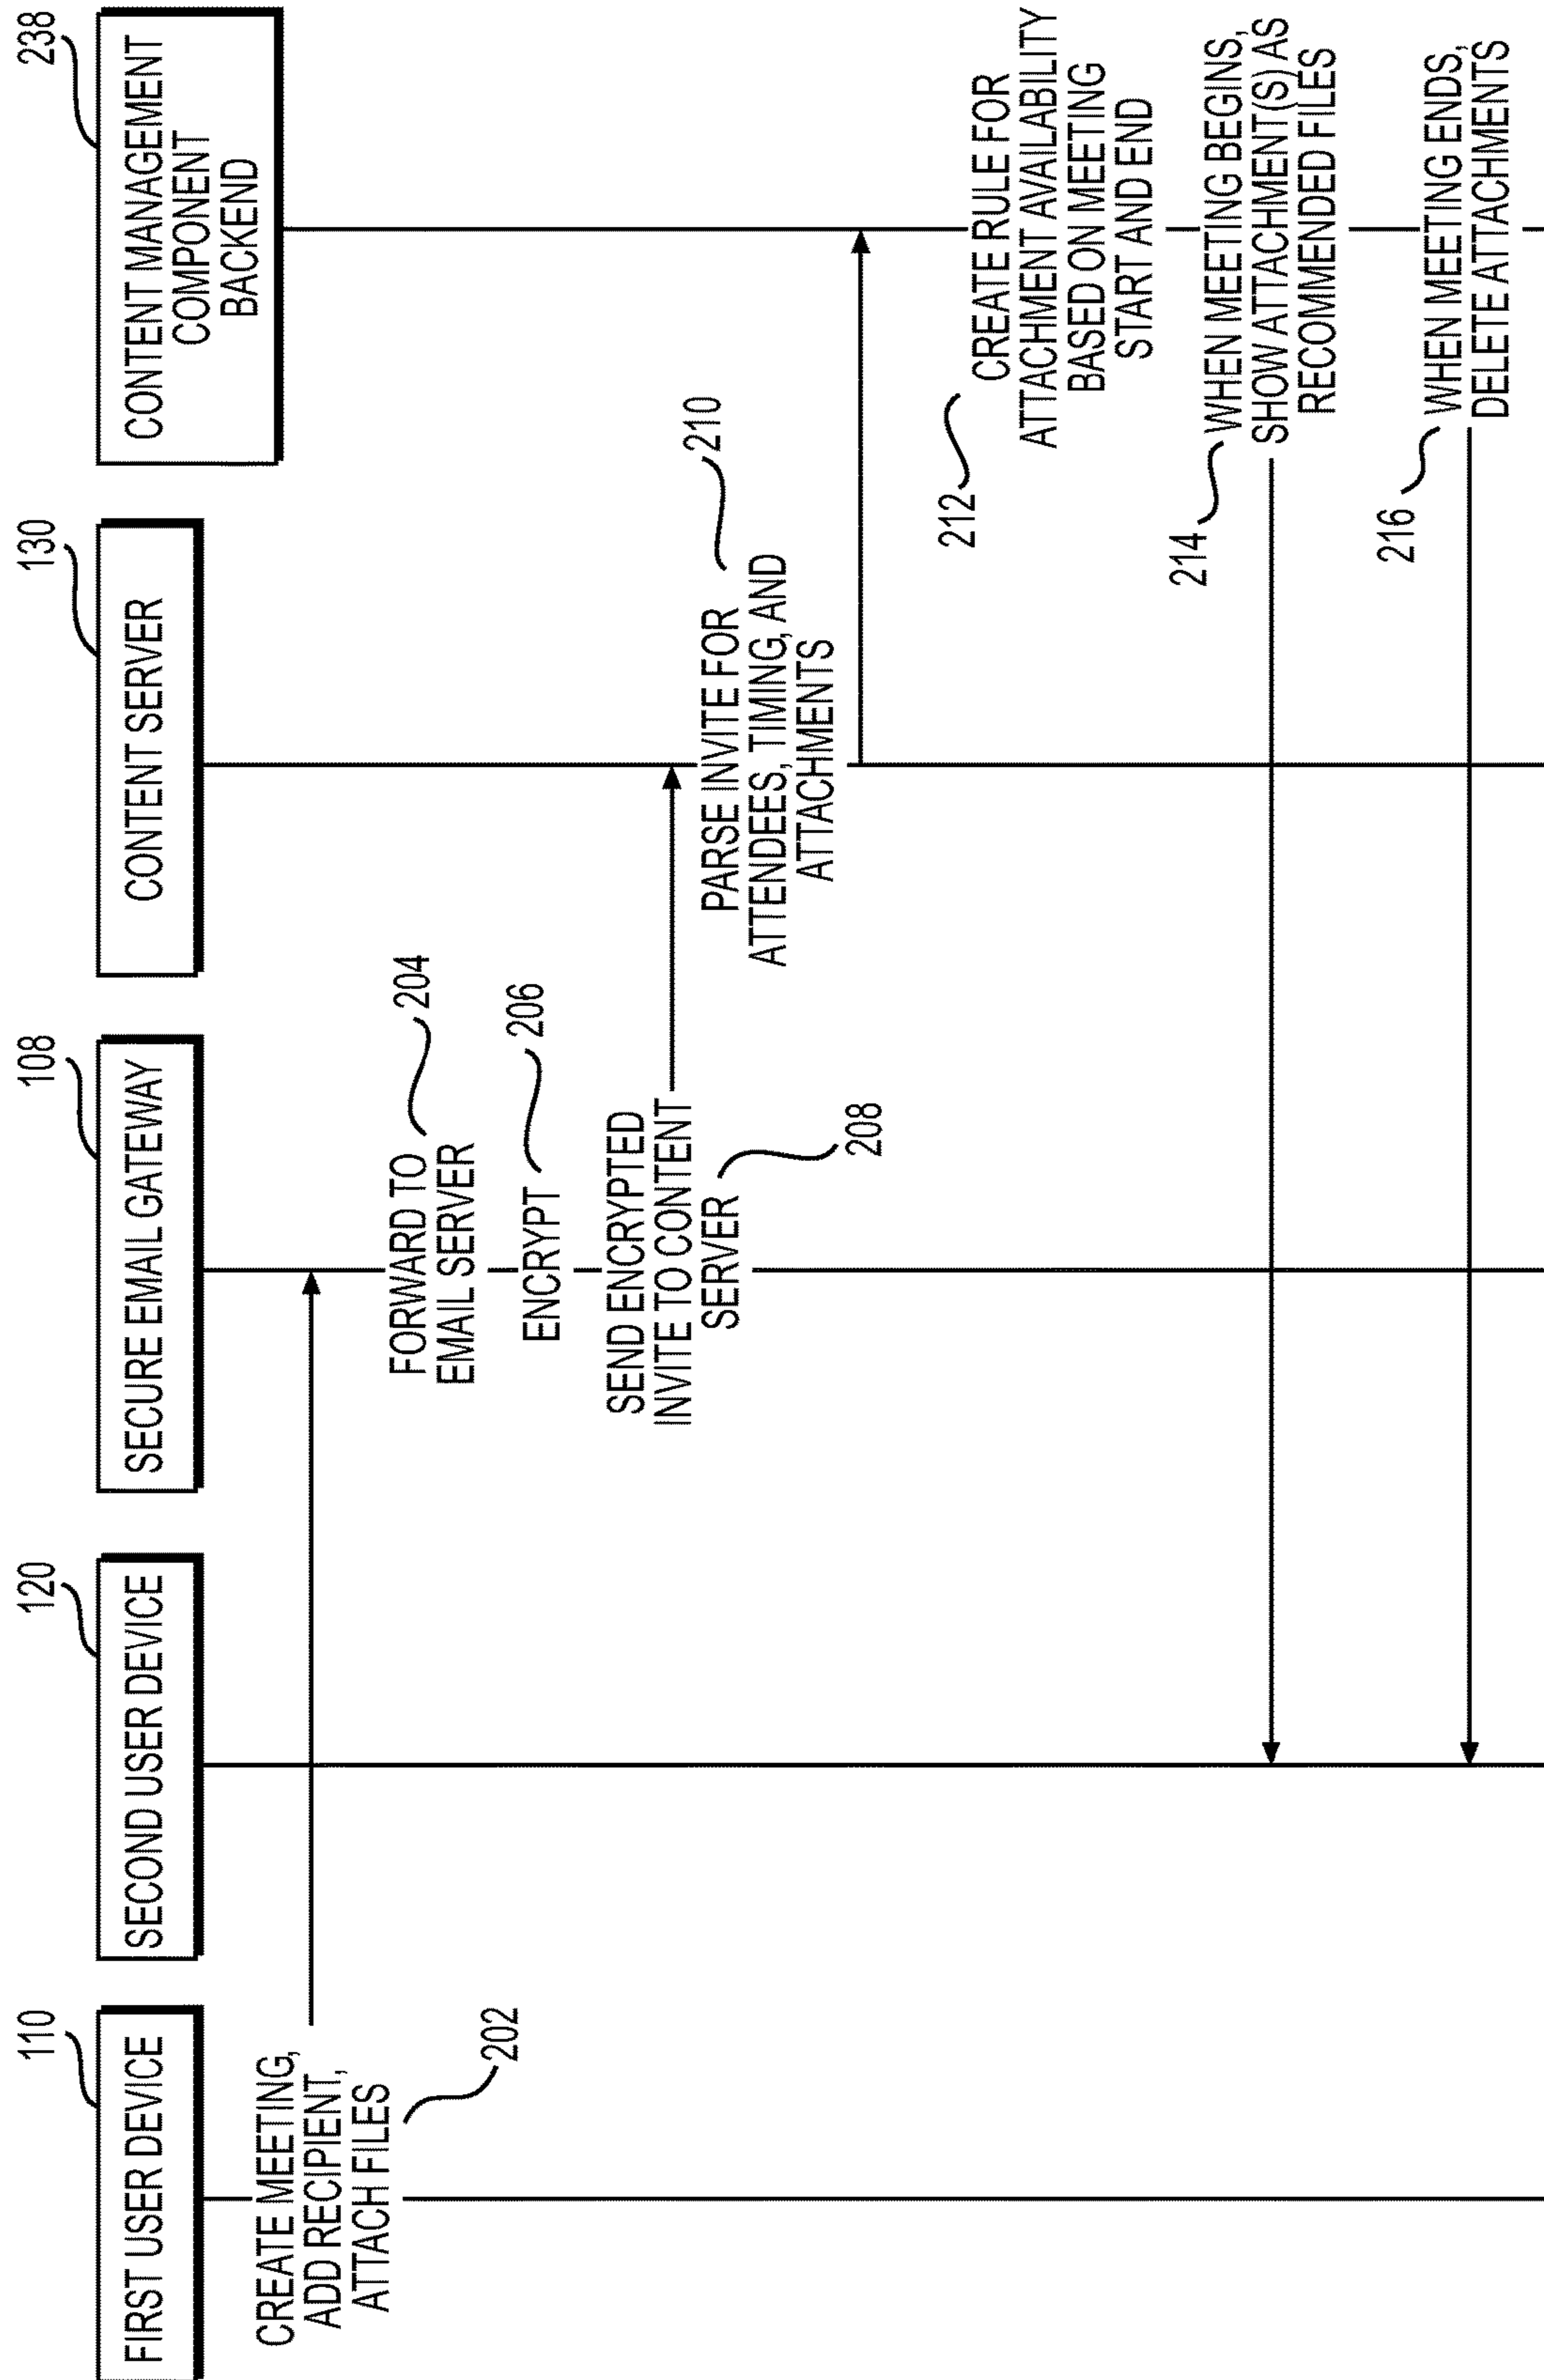 110
FIRST USER DEVICE
120
SECOND USER DEVICE
108
SECURE EMAIL GATEWAY
130
CONTENT SERVER
238
CONTENT MANAGEMENT
COMPONENT
BACKEND
CREATE MEETING,
ADD RECIPIENT,
ATTACH FILES
202
FORWARD TO
EMAIL SERVER
204
ENCRYPT
206
SEND ENCRYPTED
INVITE TO CONTENT
SERVER
208
PARSE INVITE FOR
ATTENDEES, TIMING, AND
ATTACHMENTS
210
212
CREATE RULE FOR
ATTACHMENT AVAILABILITY
BASED ON MEETING
START AND END
214
WHEN MEETING BEGINS,
SHOW ATTACHMENT(S) AS
RECOMMENDED FILES
216
WHEN MEETING ENDS,
DELETE ATTACHMENTS